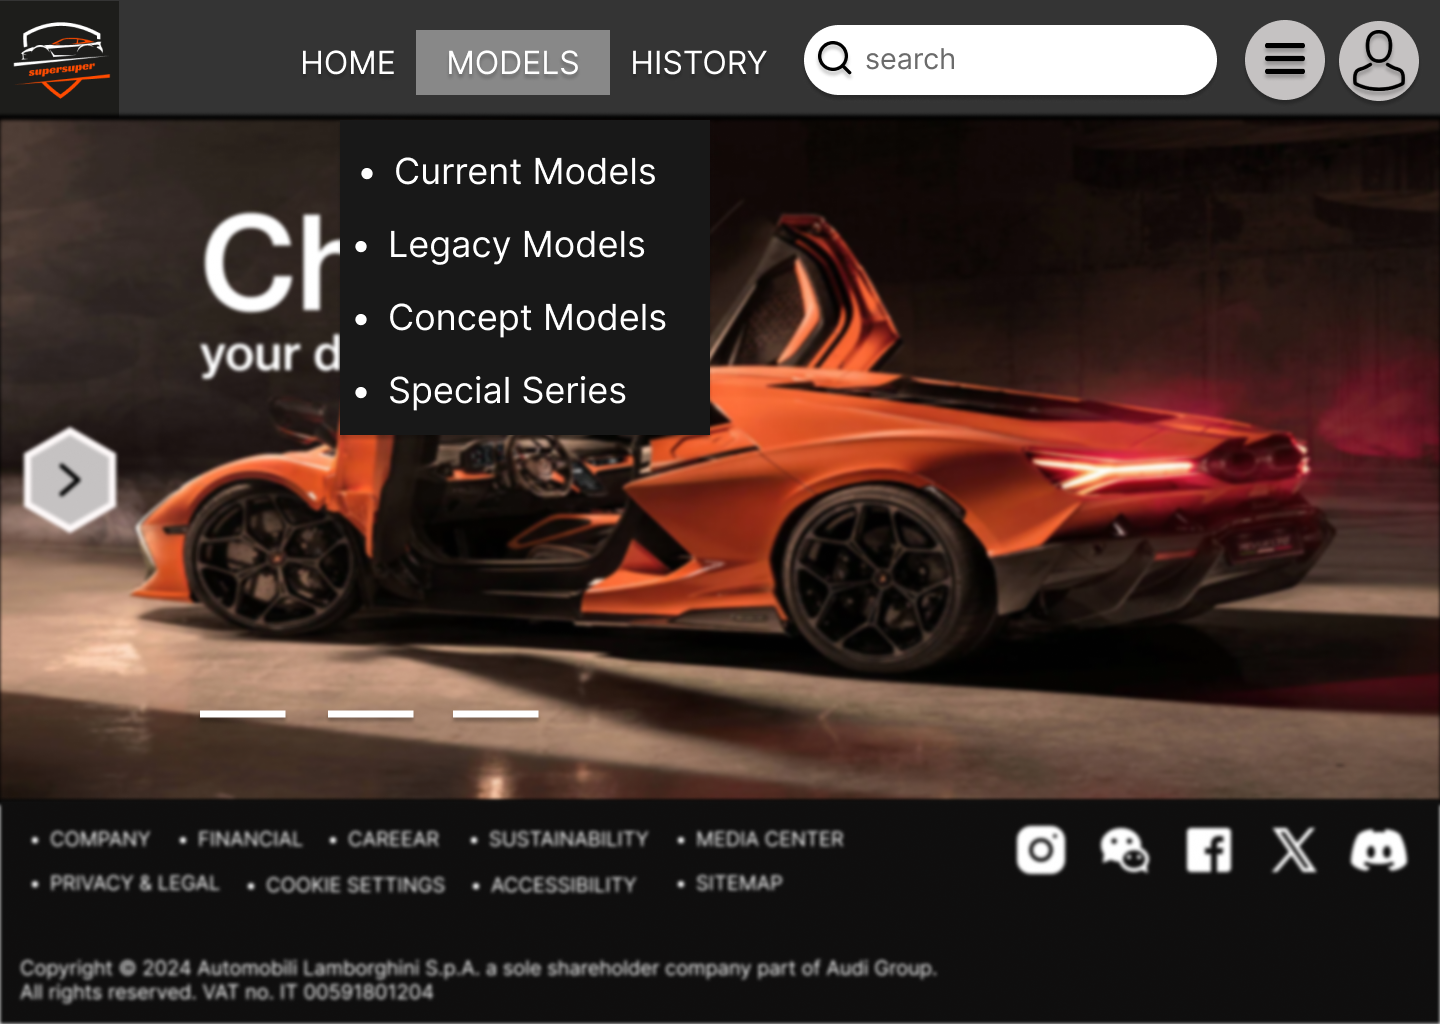 supersuper
HOME MODELS HISTORY search
• Current Models
• Legacy Models
• Concept Models
• Special Series
Ch
your d
• COMPANY • FINANCIAL • CAREEAR • SUSTAINABILITY • MEDIA CENTER
• PRIVACY & LEGAL • COOKIE SETTINGS • ACCESSIBILITY • SITEMAP
Copyright © 2024 Automobili Lamborghini S.p.A. a sole shareholder company part of Audi Group.
All rights reserved. VAT no. IT 00591801204